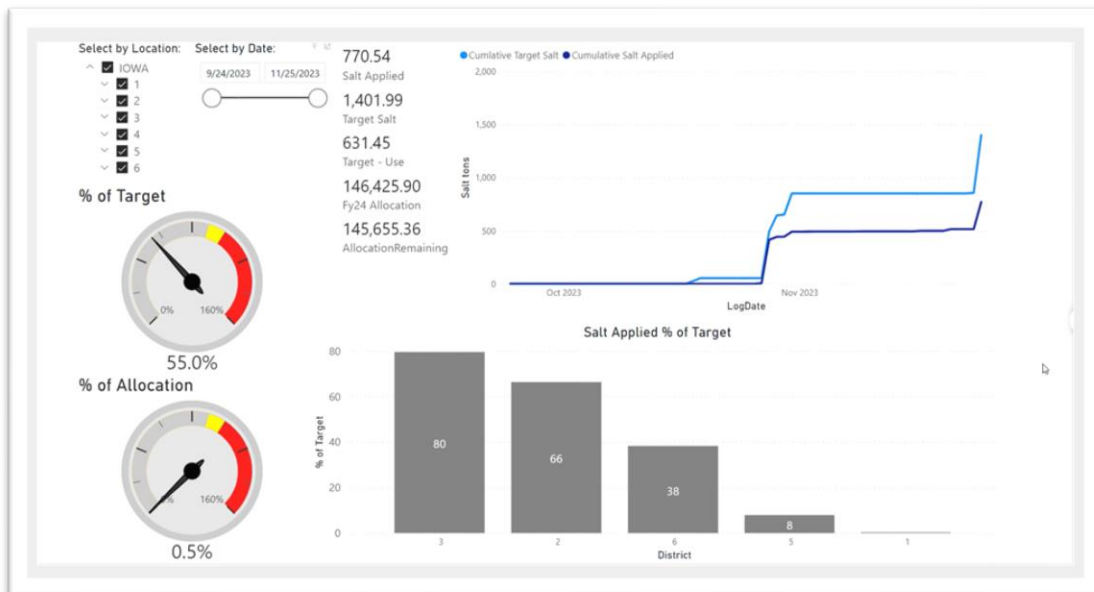 Select by Location:
IOWA
1
2
3
4
5
6
Select by Date:
9/24/2023
11/25/2023
770.54
Salt Applied
1,401.99
Target Salt
631.45
Target - Use
146,425.90
Fy24 Allocation
145,655.36
AllocationRemaining
Cumlative Target Salt
Cumulative Salt Applied
2,000
1,500
1,000
500
0
Salt tons
Oct 2023
Nov 2023
LogDate
% of Target
0%
160%
55.0%
% of Allocation
160%
0.5%
Salt Applied % of Target
80
60
40
20
0
% of Target
80
66
38
8
3
2
6
5
1
District